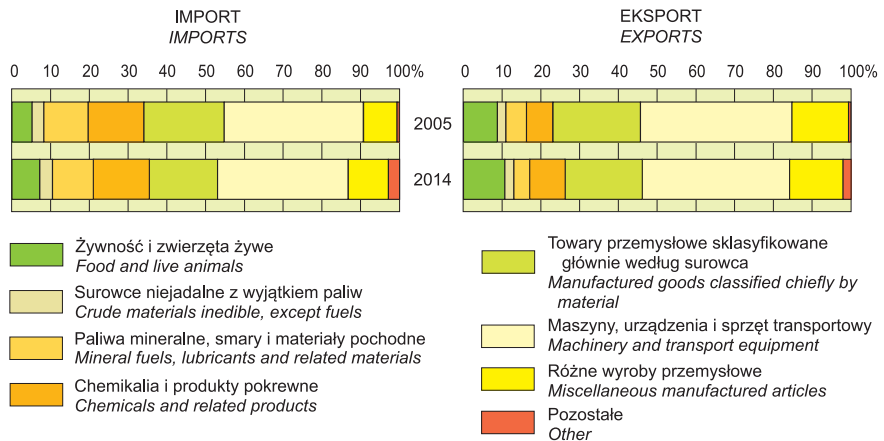 IMPORT
IMPORTS
0 10 20 30 40 50 60 70 80 90 100%
EKSPORT
EXPORTS
0 10 20 30 40 50 60 70 80 90 100%
2005
2014
Żywność i zwierzęta żywe
Food and live animals
Surowce niejadalne z wyjątkiem paliw
Crude materials inedible, except fuels
Paliwa mineralne, smary i materiały pochodne
Mineral fuels, lubricants and related materials
Chemikalia i produkty pokrewne
Chemicals and related products
Towary przemysłowe sklasyfikowane
głównie według surowca
Manufactured goods classified chiefly by
material
Maszyny, urządzenia i sprzęt transportowy
Machinery and transport equipment
Różne wyroby przemysłowe
Miscellaneous manufactured articles
Pozostałe
Other